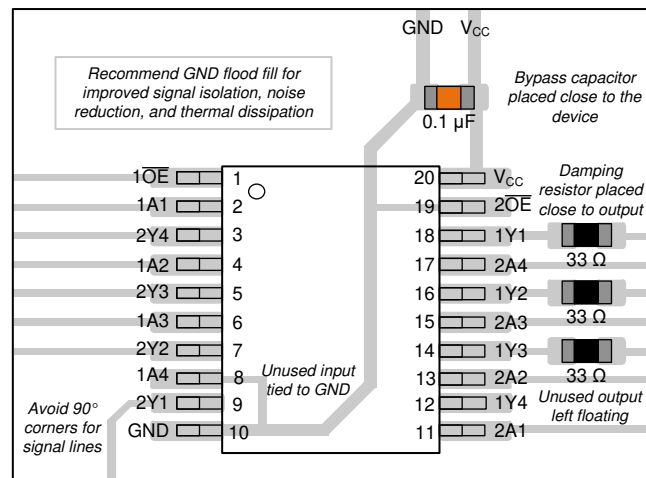 GND V_CC
Recommend GND flood fill for
improved signal isolation, noise
reduction, and thermal dissipation
Bypass capacitor
placed close to the
device
0.1 µF
1O̅E̅ 1 20 V_CC
Damping
resistor placed
close to output
1A1 2 19 2O̅E̅
2Y4 3 18 1Y1
33 Ω
1A2 4 17 2A4
2Y3 5 16 1Y2
33 Ω
1A3 6 15 2A3
2Y2 7 14 1Y3
33 Ω
1A4 8 13 2A2
Unused input
tied to GND
2Y1 9 12 1Y4
Unused output
left floating
Avoid 90°
corners for
signal lines
GND 10 11 2A1